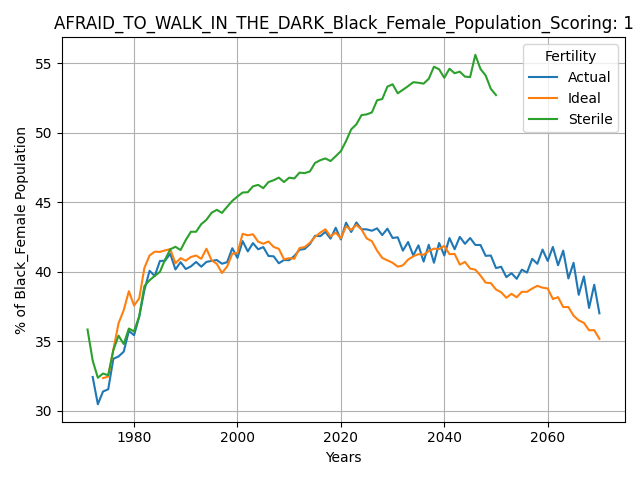 AFRAID_TO_WALK_IN_THE_DARK_Black_Female_Population_Scoring: 1
% of Black_Female Population
55
50
45
40
35
30
Fertility
Actual
Ideal
Sterile
1980 2000 2020 2040 2060
Years